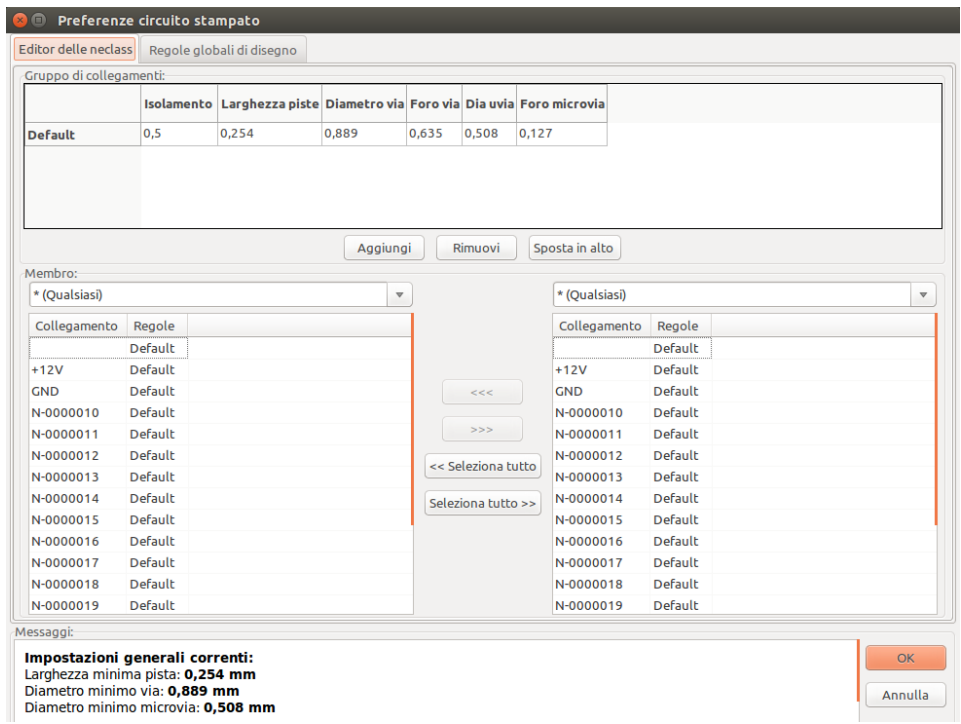 Preferenze circuito stampato
Editor delle neclass Regole globali di disegno
Gruppo di collegamenti:
Isolamento Larghezza piste Diametro via Foro via Dia uvia Foro microvia
Default 0,5 0,254 0,889 0,635 0,508 0,127
Aggiungi Rimuovi Sposta in alto
Membro:
* (Qualsiasi) * (Qualsiasi)
Collegamento Regole Collegamento Regole
Default Default
+12V Default +12V Default
GND Default <<< GND Default
N-0000010 Default N-0000010 Default
N-0000011 Default >>> N-0000011 Default
N-0000012 Default N-0000012 Default
N-0000013 Default << Seleziona tutto N-0000013 Default
N-0000014 Default Seleziona tutto >> N-0000014 Default
N-0000015 Default N-0000015 Default
N-0000016 Default N-0000016 Default
N-0000017 Default N-0000017 Default
N-0000018 Default N-0000018 Default
N-0000019 Default N-0000019 Default
Messaggi:
Impostazioni generali correnti: OK
Larghezza minima pista: 0,254 mm
Diametro minimo via: 0,889 mm Annulla
Diametro minimo microvia: 0,508 mm